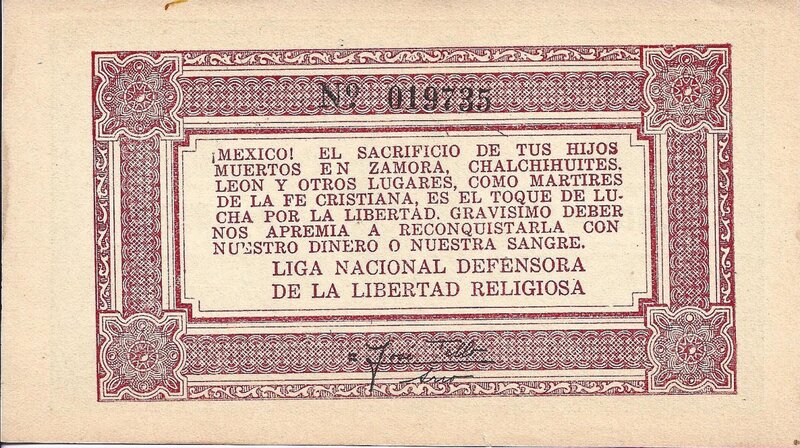 Nº 019735
¡MEXICO! EL SACRIFICIO DE TUS HIJOS
MUERTOS EN ZAMORA, CHALCHIHUITES,
LEON Y OTROS LUGARES, COMO MARTIRES
DE LA FE CRISTIANA, ES EL TOQUE DE LU-
CHA POR LA LIBERTAD. GRAVISIMO DEBER
NOS APREMIA A RECONQUISTARLA CON
NUESTRO DINERO O NUESTRA SANGRE.
LIGA NACIONAL DEFENSORA
DE LA LIBERTAD RELIGIOSA